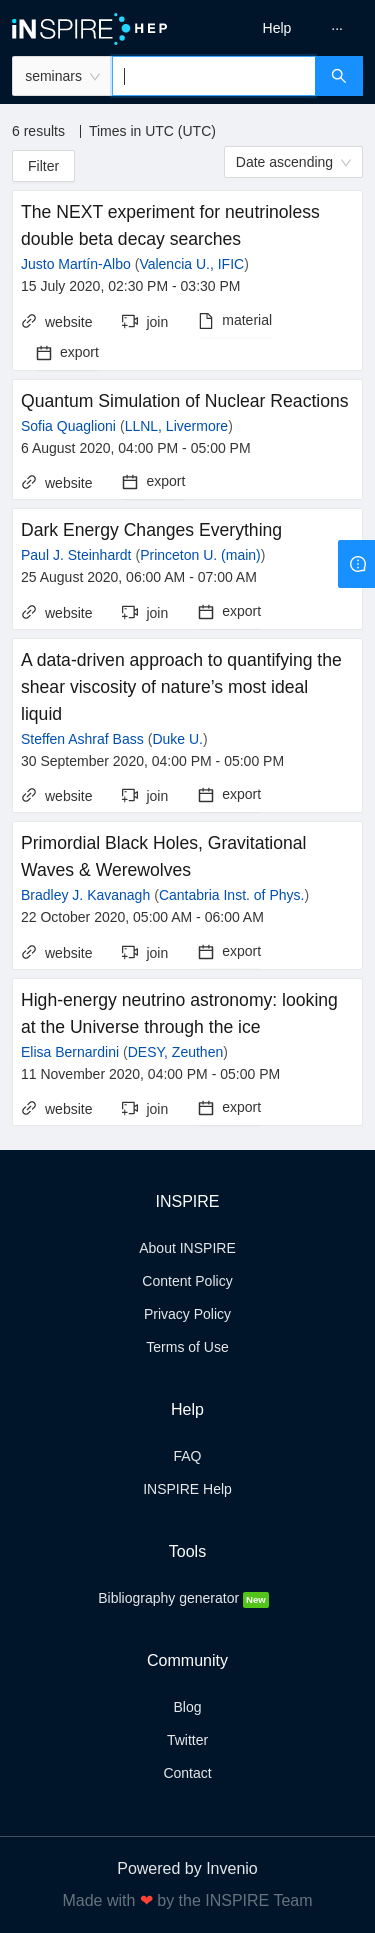 INSPIRE HEP
Help ···
seminars
6 results | Times in UTC (UTC)
Filter Date ascending
The NEXT experiment for neutrinoless
double beta decay searches
Justo Martín-Albo (Valencia U., IFIC)
15 July 2020, 02:30 PM - 03:30 PM
website join material
export
Quantum Simulation of Nuclear Reactions
Sofia Quaglioni (LLNL, Livermore)
6 August 2020, 04:00 PM - 05:00 PM
website export
Dark Energy Changes Everything
Paul J. Steinhardt (Princeton U. (main))
25 August 2020, 06:00 AM - 07:00 AM
website join export
A data-driven approach to quantifying the
shear viscosity of nature’s most ideal
liquid
Steffen Ashraf Bass (Duke U.)
30 September 2020, 04:00 PM - 05:00 PM
website join export
Primordial Black Holes, Gravitational
Waves & Werewolves
Bradley J. Kavanagh (Cantabria Inst. of Phys.)
22 October 2020, 05:00 AM - 06:00 AM
website join export
High-energy neutrino astronomy: looking
at the Universe through the ice
Elisa Bernardini (DESY, Zeuthen)
11 November 2020, 04:00 PM - 05:00 PM
website join export
INSPIRE
About INSPIRE
Content Policy
Privacy Policy
Terms of Use
Help
FAQ
INSPIRE Help
Tools
Bibliography generator New
Community
Blog
Twitter
Contact
Powered by Invenio
Made with ❤ by the INSPIRE Team